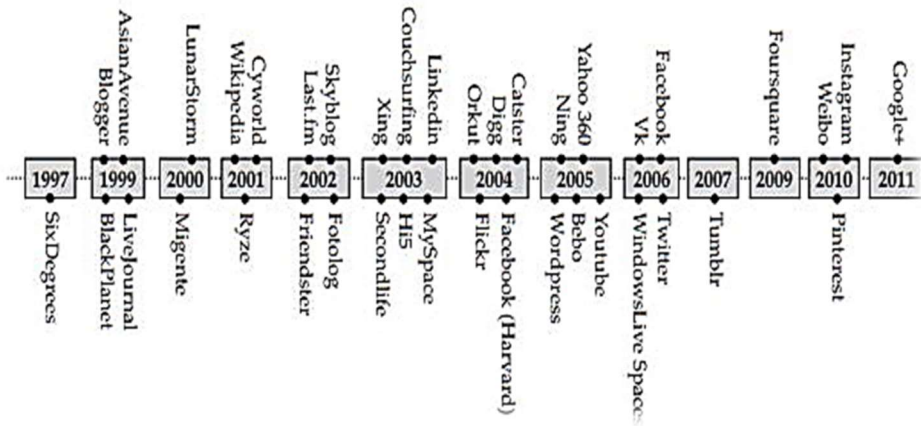 AsianAvenue
Blogger
LunarStorm
Cyworld
Wikipedia
Skyblog
Last.fm
Linkedin
Couchsurfing
Xing
Catster
Digg
Orkut
Yahoo 360
Ning
Facebook
Vk
Foursquare
Instagram
Weibo
Google+
1997
1999
2000
2001
2002
2003
2004
2005
2006
2007
2009
2010
2011
SixDegrees
LiveJournal
BlackPlanet
Migente
Ryze
Fotolog
Friendster
MySpace
Hi5
Secondlife
Facebook (Harvard)
Flickr
Youtube
Bebo
Wordpress
Twitter
WindowsLive Spaces
Tumblr
Pinterest